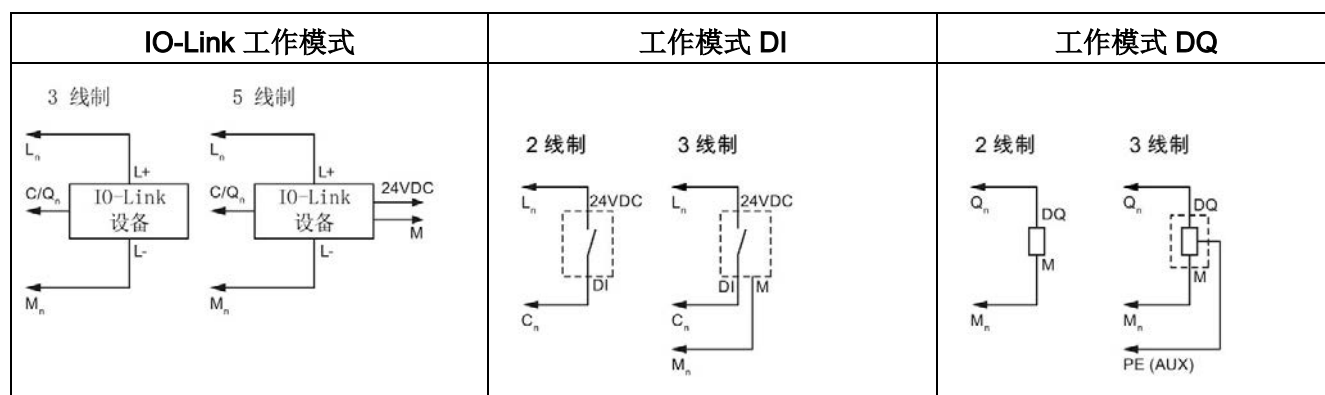 IO-Link 工作模式
工作模式 DI
工作模式 DQ
3 线制
5 线制
Lₙ
L+
C/Qₙ
IO-Link
设备
L-
Mₙ
Lₙ
L+
C/Qₙ
IO-Link
设备
24VDC
M
L-
Mₙ
2 线制
3 线制
Lₙ
24VDC
DI
Cₙ
Lₙ
24VDC
DI
M
Cₙ
Mₙ
2 线制
3 线制
Qₙ
DQ
M
Mₙ
Qₙ
DQ
M
Mₙ
PE (AUX)